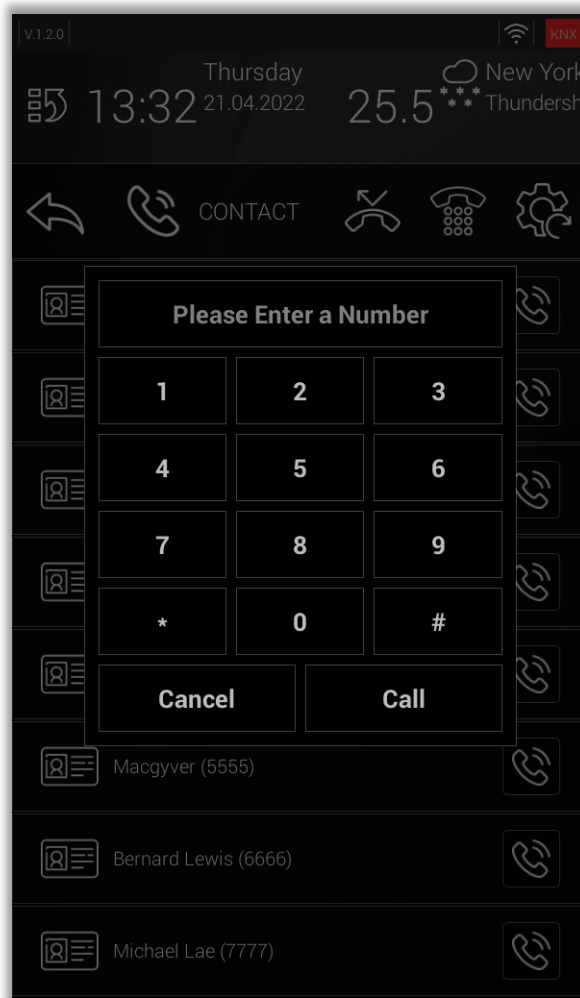 V.1.2.0
KNX
Thursday
New York
13:32
21.04.2022
25.5
CONTACT
Please Enter a Number
1 2 3
4 5 6
7 8 9
* 0 #
Cancel Call
Macgyver (5555)
Bernard Lewis (6666)
Michael Lae (7777)